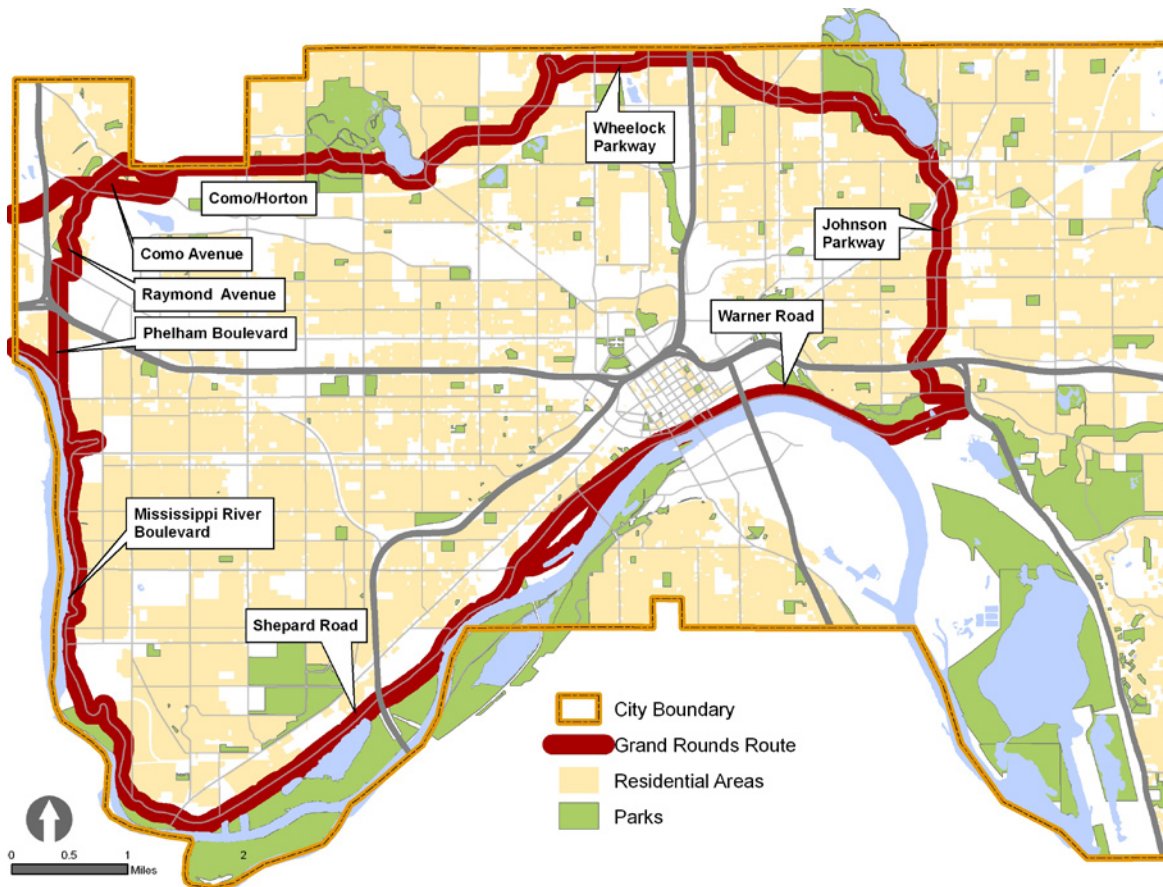 Wheelock
Parkway
Como/Horton
Johnson
Parkway
Como Avenue
Raymond  Avenue
Warner Road
Phelham Boulevard
Mississippi River
Boulevard
Shepard Road
City Boundary
Grand Rounds Route
Residential Areas
Parks
0 0.5 1
Miles
2